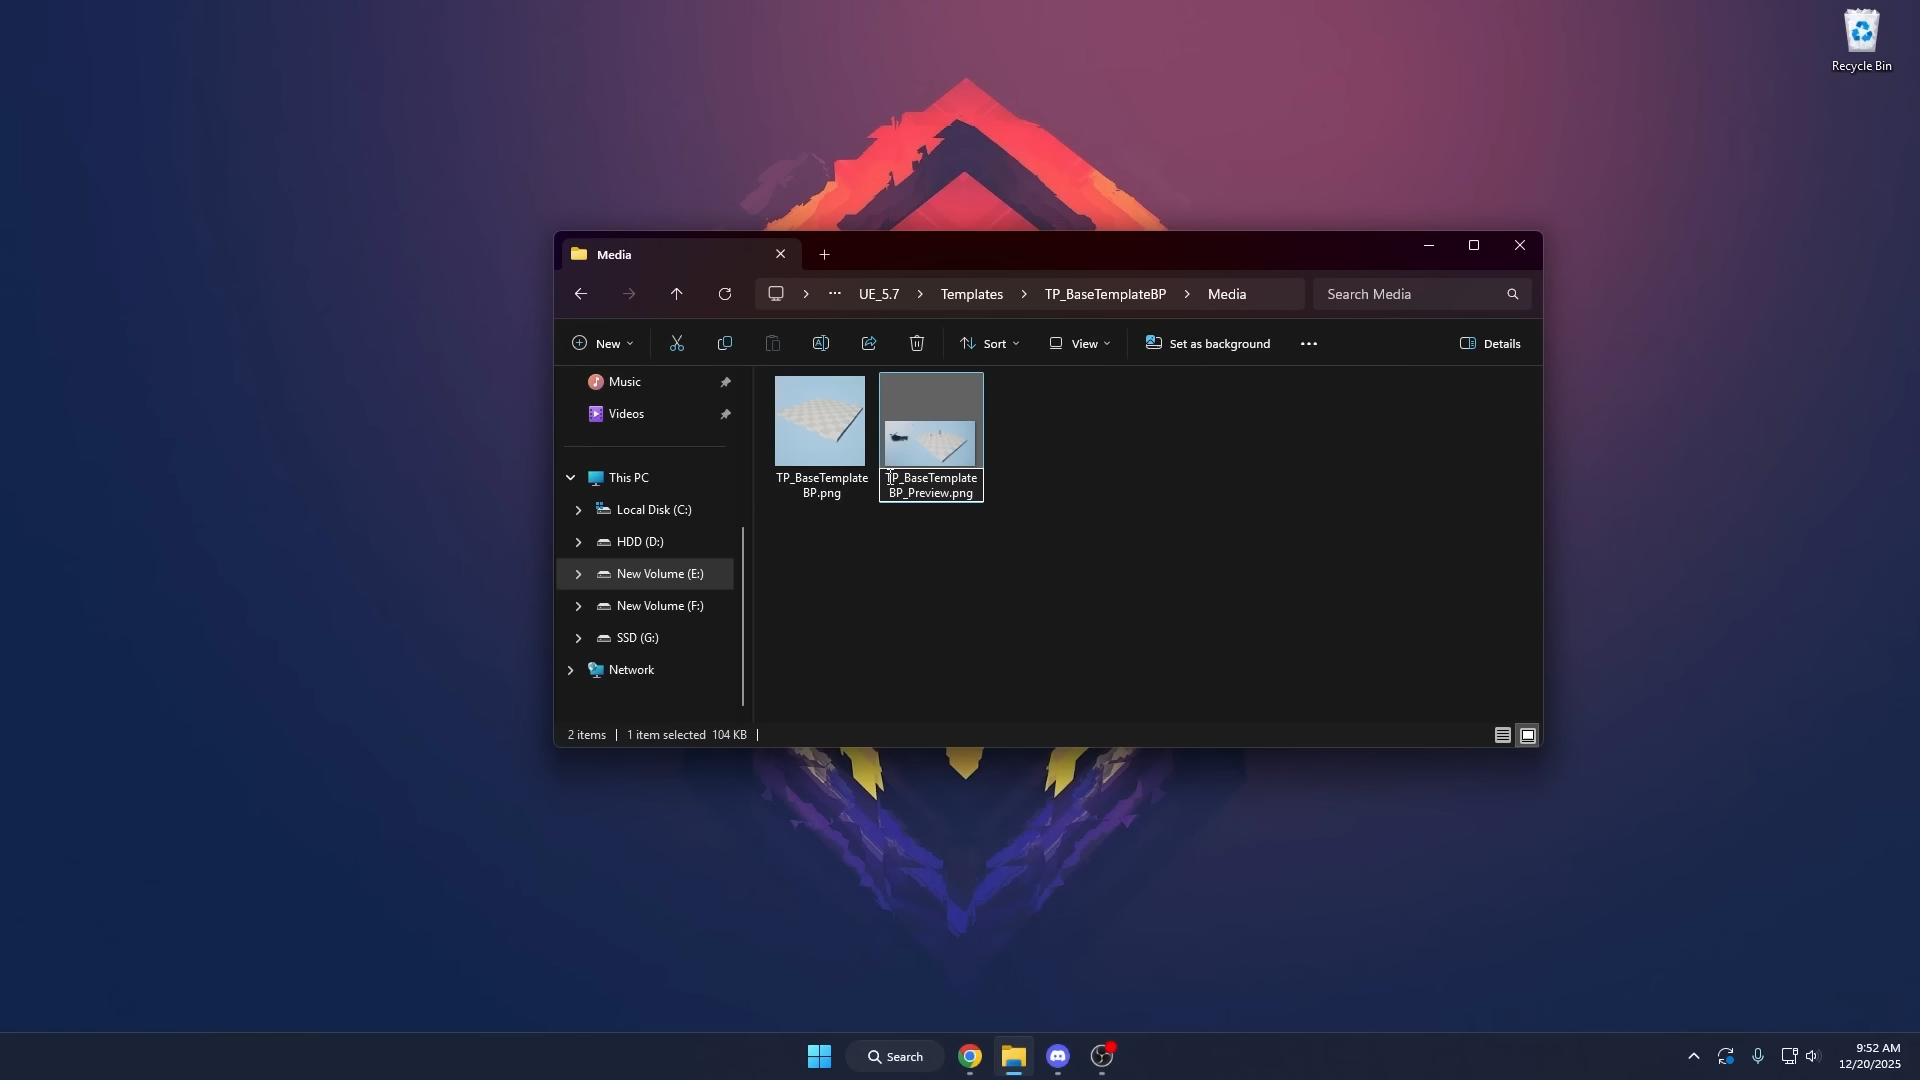 Recycle Bin
Media
UE_5.7 Templates TP_BaseTemplateBP Media
Search Media
New
Sort
View
Set as background
Details
Music
Videos
This PC
Local Disk (C:)
HDD (D:)
New Volume (E:)
New Volume (F:)
SSD (G:)
Network
TP_BaseTemplate
BP.png
TP_BaseTemplate
BP_Preview.png
2 items
1 item selected 104 KB
Search
9:52 AM
12/20/2025